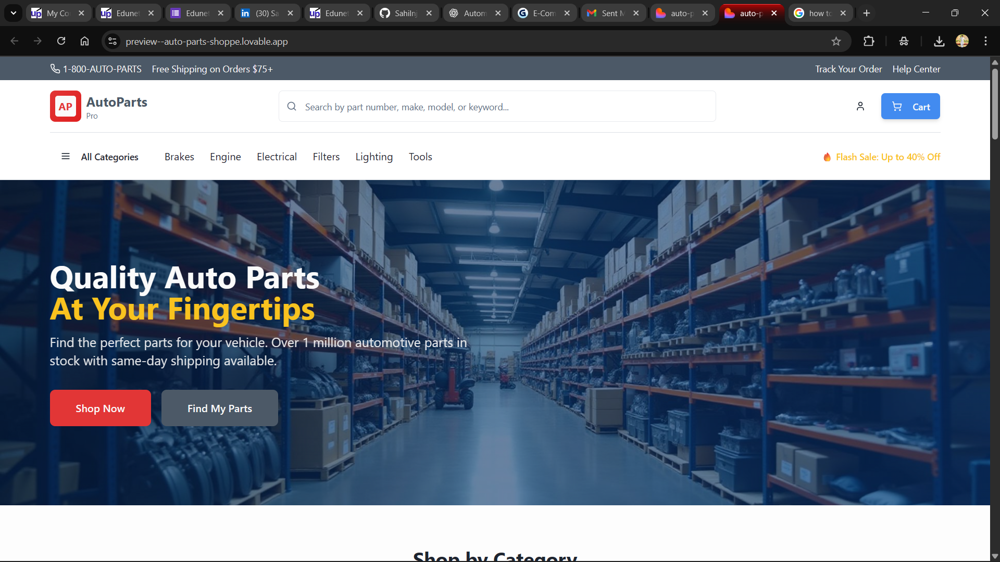 My Co
Edunet
Edunet
(30) Sa
Edunet
Sahilnj
Autom
E-Com
Sent M
auto-p
auto-p
how to
preview--auto-parts-shoppe.lovable.app
1-800-AUTO-PARTS Free Shipping on Orders $75+
Track Your Order Help Center
AP AutoParts
Pro
Search by part number, make, model, or keyword...
Cart
All Categories Brakes Engine Electrical Filters Lighting Tools
🔥 Flash Sale: Up to 40% Off
Quality Auto Parts
At Your Fingertips
Find the perfect parts for your vehicle. Over 1 million automotive parts in
stock with same-day shipping available.
Shop Now Find My Parts
Shop by Category